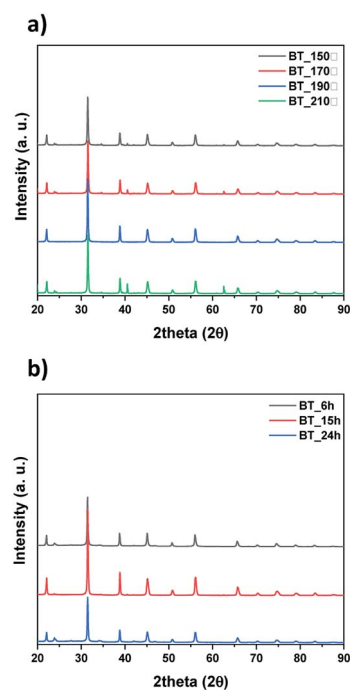 a)
BT_150□
BT_170□
BT_190□
BT_210□
Intensity (a. u.)
20 30 40 50 60 70 80 90
2theta (2θ)
b)
BT_6h
BT_15h
BT_24h
Intensity (a. u.)
20 30 40 50 60 70 80 90
2theta (2θ)